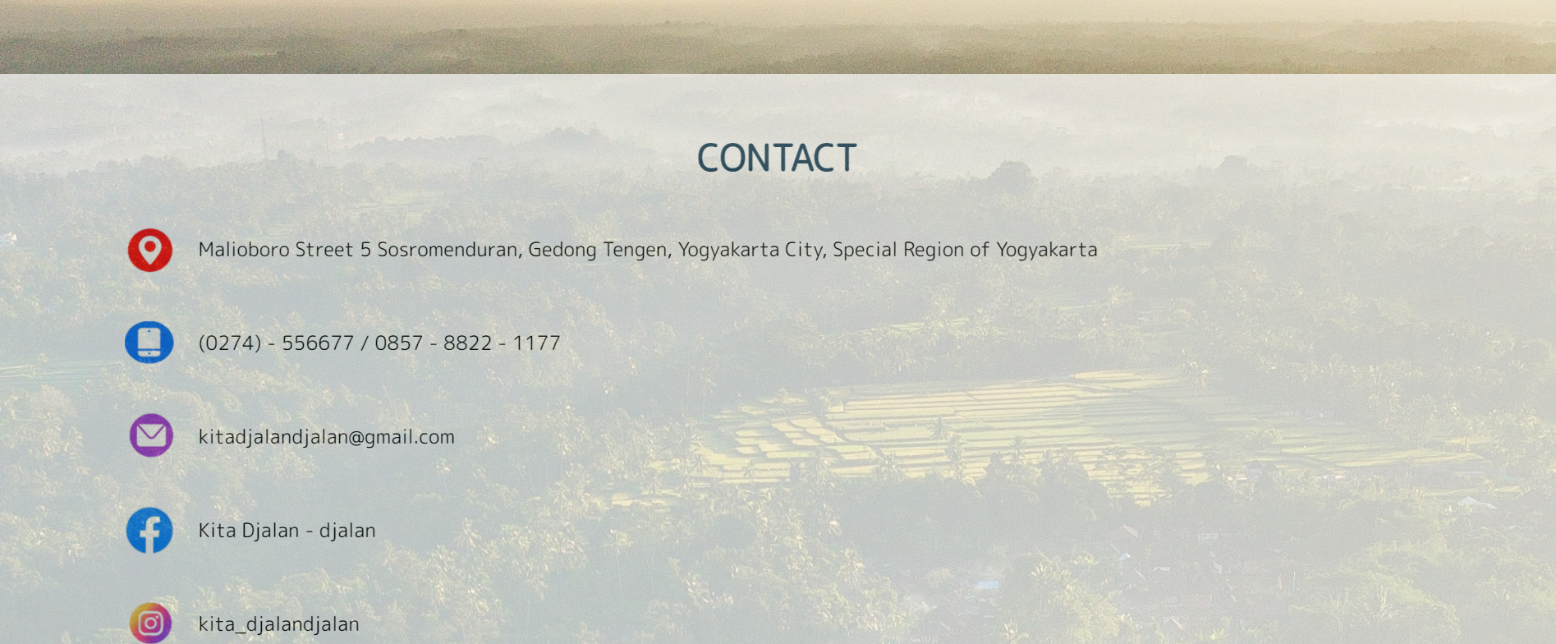 CONTACT
Malioboro Street 5 Sosromenduran, Gedong Tengen, Yogyakarta City, Special Region of Yogyakarta
(0274) - 556677 / 0857 - 8822 - 1177
kitadjalandjalan@gmail.com
Kita Djalan - djalan
kita_djalandjalan